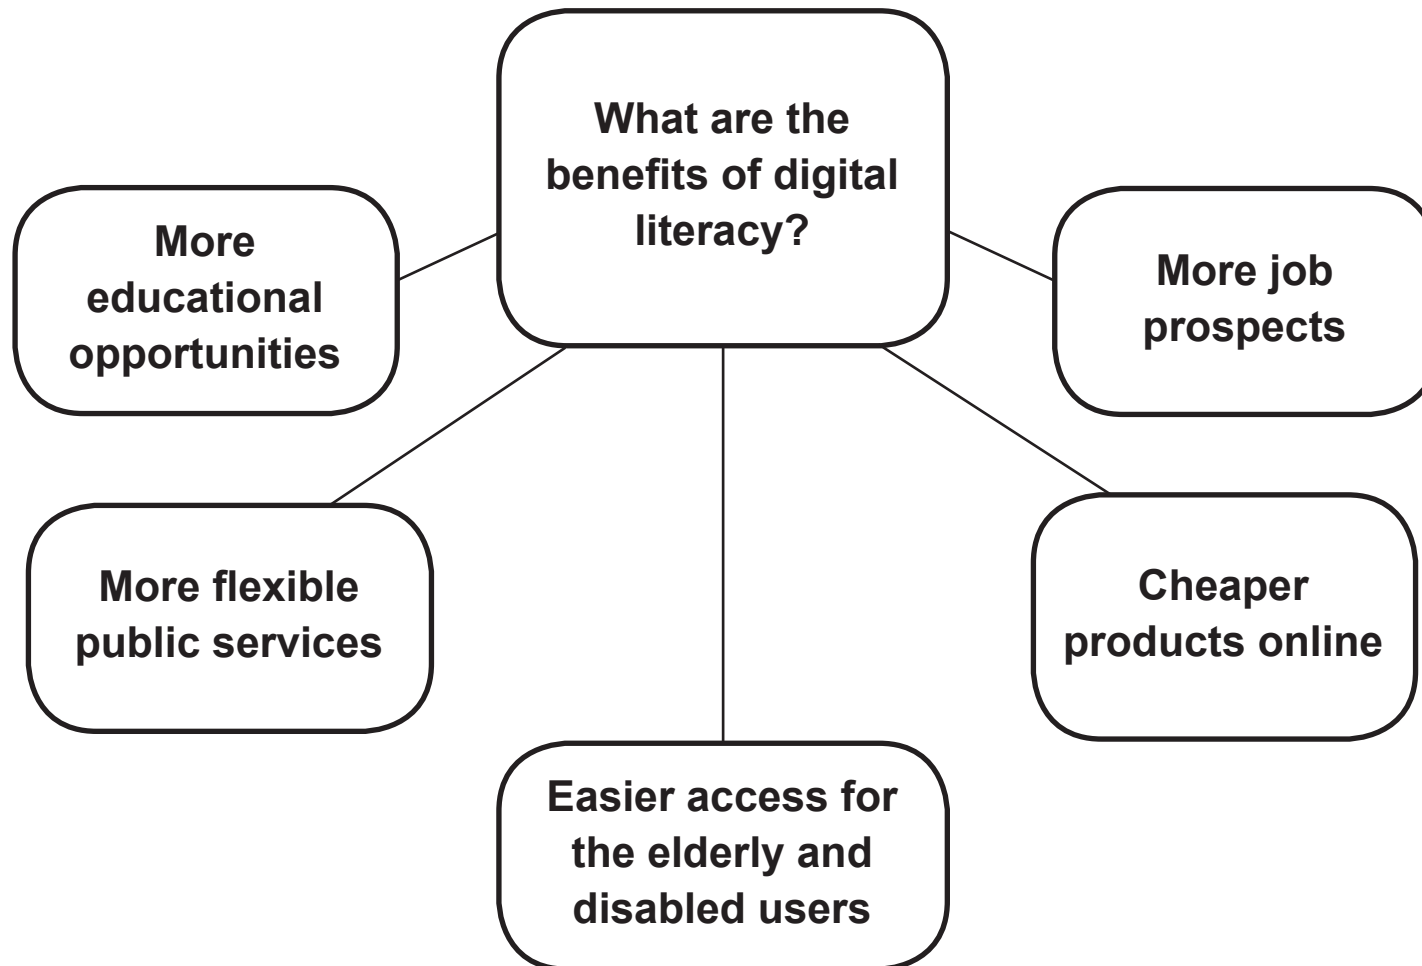 What are the
benefits of digital
literacy?
More
educational
opportunities
More job
prospects
More flexible
public services
Cheaper
products online
Easier access for
the elderly and
disabled users